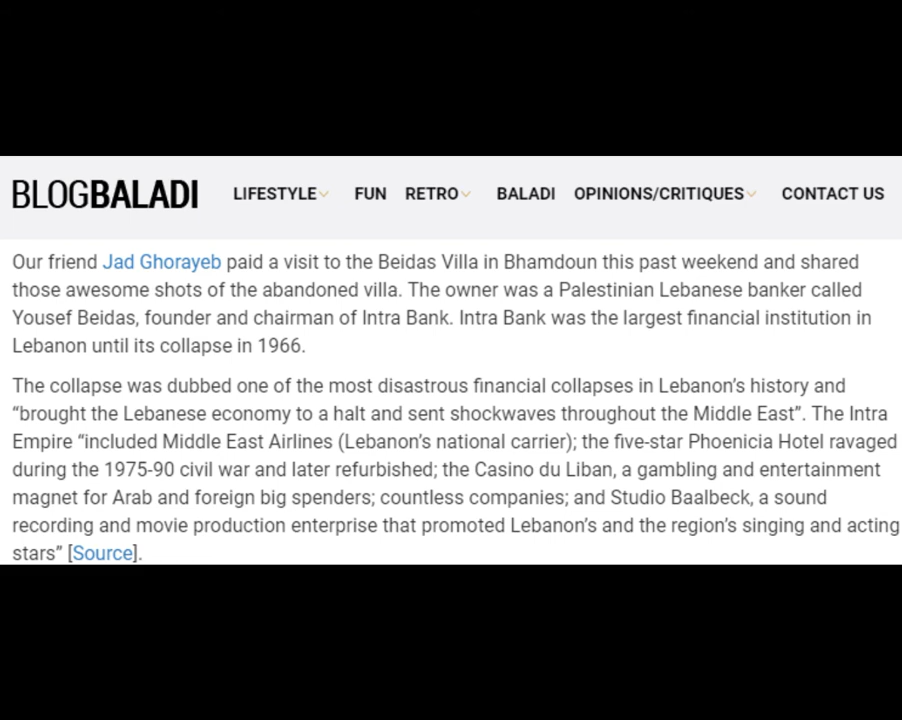 BLOGBALADI LIFESTYLE FUN RETRO BALADI OPINIONS/CRITIQUES CONTACT US
Our friend Jad Ghorayeb paid a visit to the Beidas Villa in Bhamdoun this past weekend and shared
those awesome shots of the abandoned villa. The owner was a Palestinian Lebanese banker called
Yousef Beidas, founder and chairman of Intra Bank. Intra Bank was the largest financial institution in
Lebanon until its collapse in 1966.
The collapse was dubbed one of the most disastrous financial collapses in Lebanon’s history and
“brought the Lebanese economy to a halt and sent shockwaves throughout the Middle East”. The Intra
Empire “included Middle East Airlines (Lebanon’s national carrier); the five-star Phoenicia Hotel ravaged
during the 1975-90 civil war and later refurbished; the Casino du Liban, a gambling and entertainment
magnet for Arab and foreign big spenders; countless companies; and Studio Baalbeck, a sound
recording and movie production enterprise that promoted Lebanon’s and the region’s singing and acting
stars” [Source].